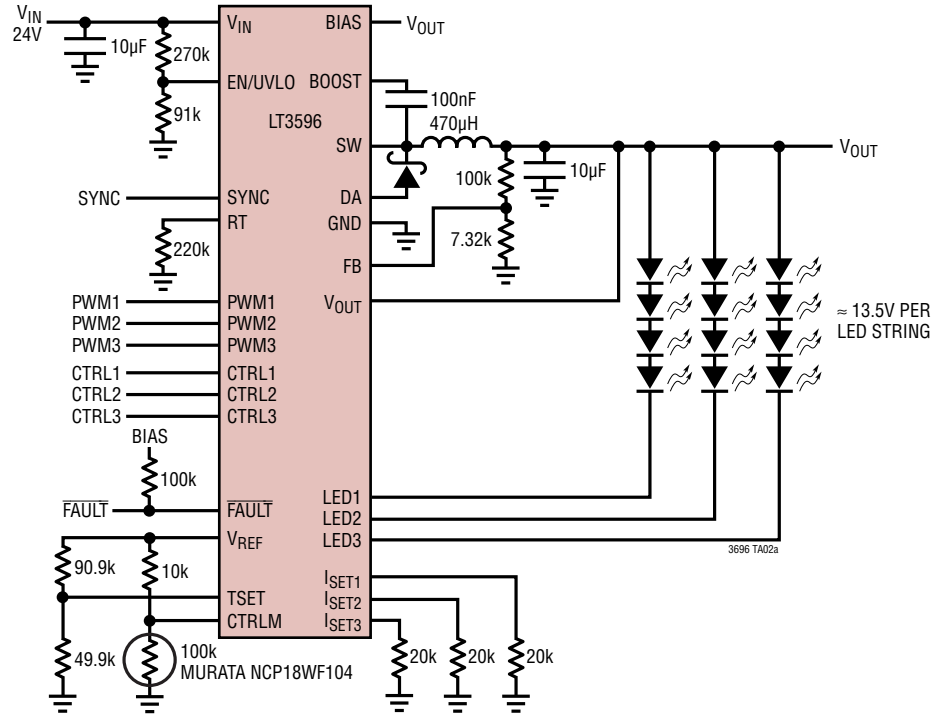 VIN
24V
10µF
270k
91k
VIN
EN/UVLO
BIAS
VOUT
BOOST
100nF
470µH
LT3596
SW
VOUT
100k
10µF
DA
GND
7.32k
FB
VOUT
SYNC
SYNC
RT
220k
PWM1
PWM2
PWM3
PWM1
PWM2
PWM3
CTRL1
CTRL2
CTRL3
CTRL1
CTRL2
CTRL3
≈ 13.5V PER
LED STRING
BIAS
100k
FAULT
FAULT
VREF
90.9k
10k
TSET
CTRLM
49.9k
100k
MURATA NCP18WF104
LED1
LED2
LED3
3696 TA02a
ISET1
ISET2
ISET3
20k
20k
20k